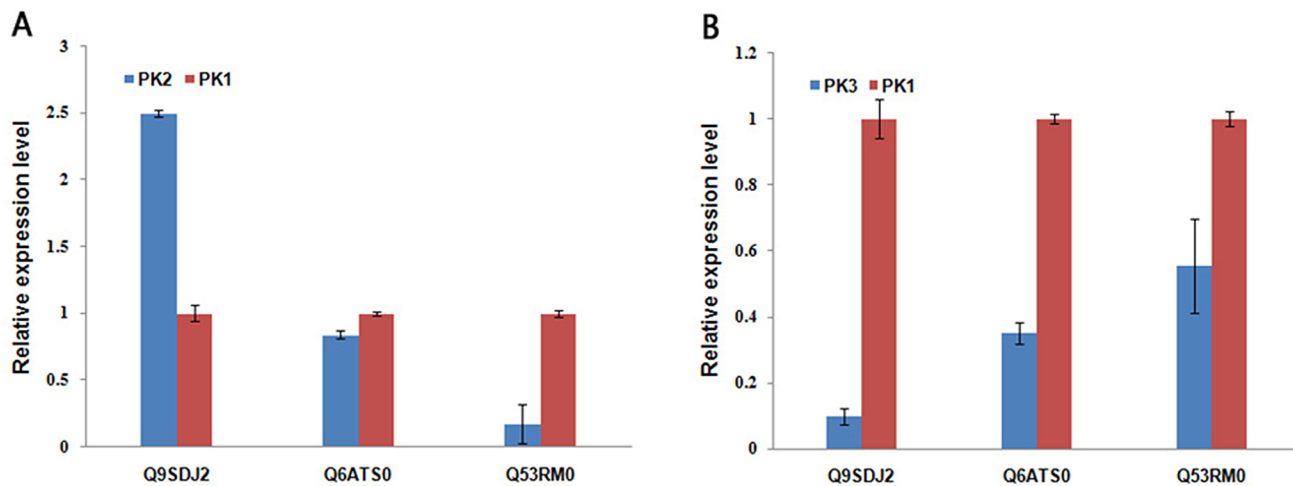 A
Relative expression level
3
2.5
2
1.5
1
0.5
0
PK2 PK1
Q9SDJ2 Q6ATS0 Q53RM0
B
Relative expression level
1.2
1
0.8
0.6
0.4
0.2
0
PK3 PK1
Q9SDJ2 Q6ATS0 Q53RM0